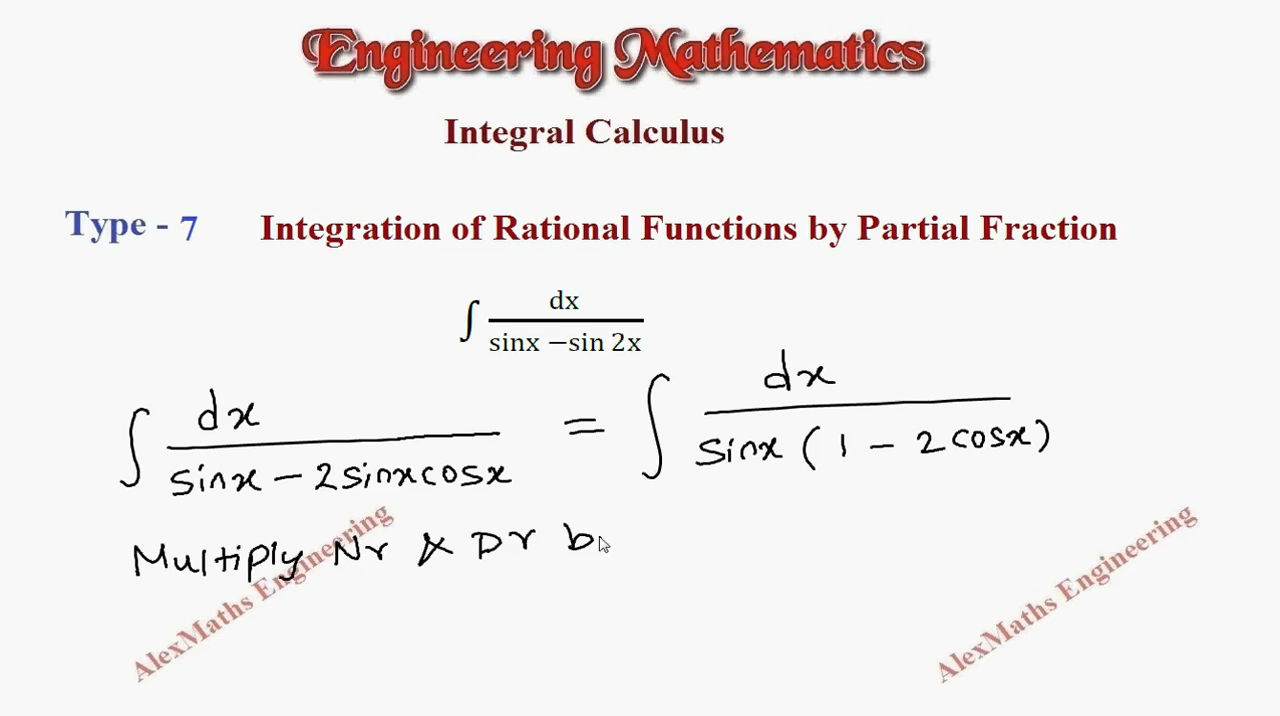 Engineering Mathematics
Integral Calculus
Type - 7 Integration of Rational Functions by Partial Fraction
∫ dx / (sinx −sin 2x)
∫ dx / (sinx − 2sinxcosx) = ∫ dx / (sinx (1 − 2cosx))
Multiply Nr & Dr b
AlexMaths Engineering
AlexMaths Engineering